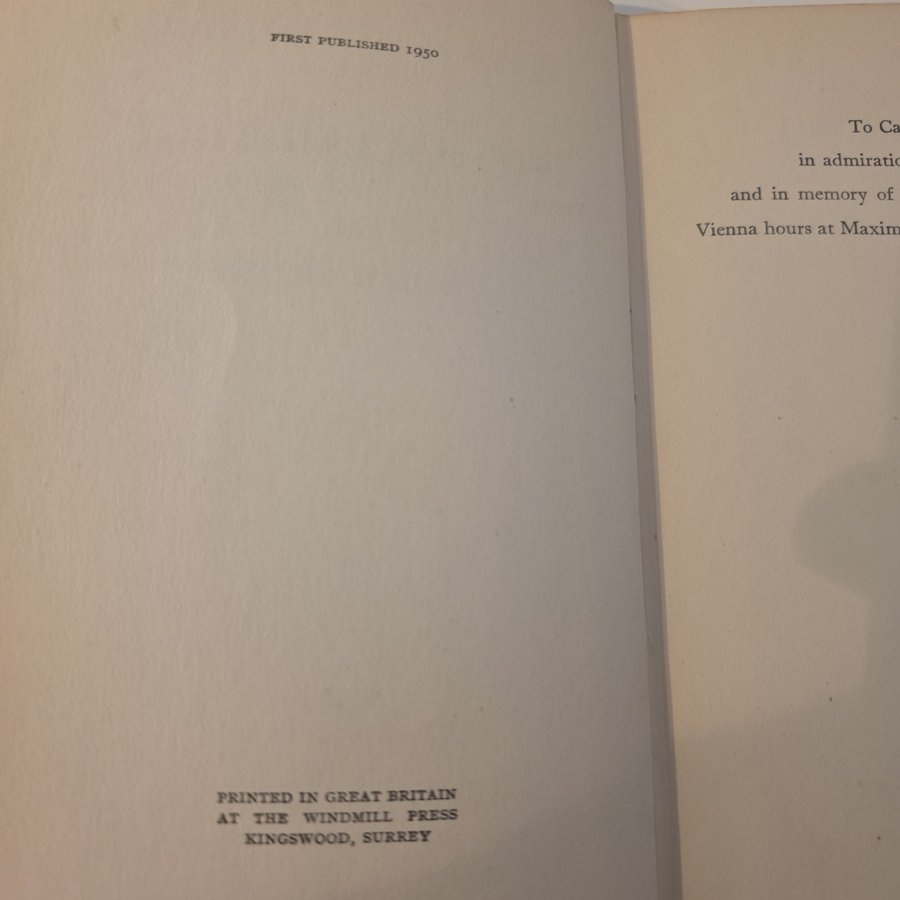 FIRST PUBLISHED 1950
PRINTED IN GREAT BRITAIN
AT THE WINDMILL PRESS
KINGSWOOD, SURREY
To Ca
in admiratio
and in memory of
Vienna hours at Maxim